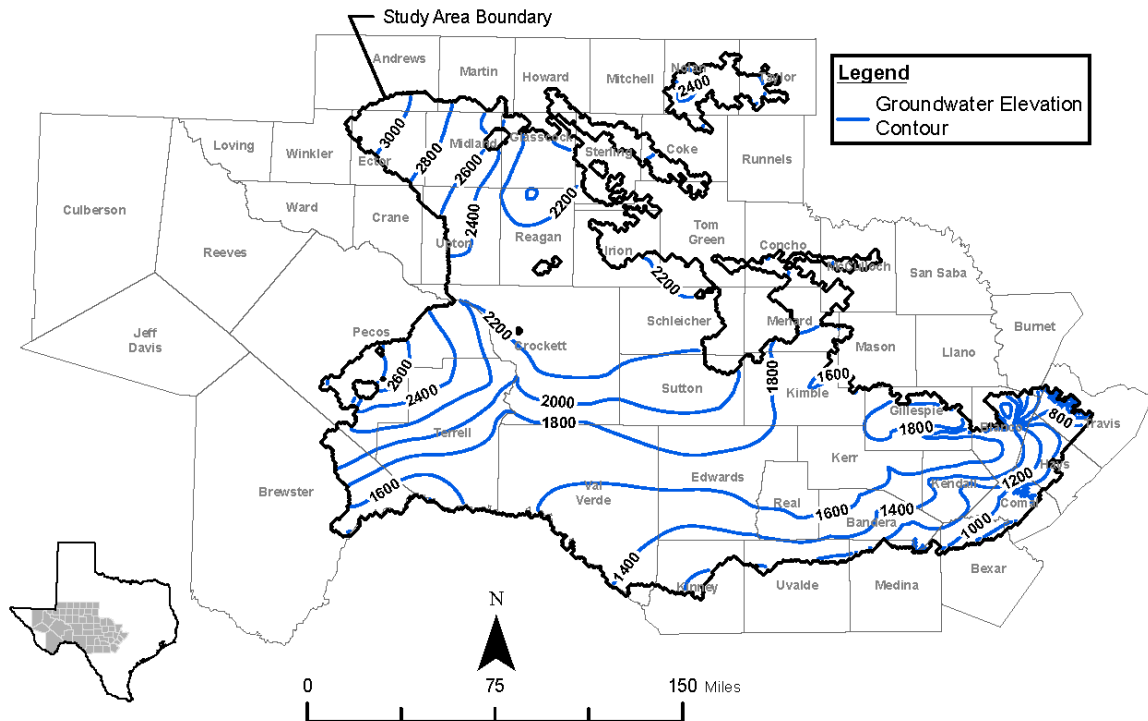 Study Area Boundary
Legend
Groundwater Elevation
Contour
Andrews
Martin
Howard
Mitchell
Nolan
Taylor
2400
Loving
Winkler
Ector
3000
2800
Midland
2600
Glasscock
Sterling
Coke
Runnels
Culberson
Reeves
Ward
Crane
Upton
2400
Reagan
2200
Irion
Tom
Green
Concho
McCulloch
San Saba
2200
Jeff
Davis
Pecos
2200
Crockett
Schleicher
Menard
Mason
Llano
Burnet
2600
2400
Sutton
1800
1600
Kimble
Gillespie
1800
Blanco
800
Travis
2000
1800
Terrell
Kerr
Hays
Brewster
1600
Val
Verde
Edwards
Real
1600
1400
Bandera
Kendall
1200
Comal
1000
Bexar
1400
Kinney
Uvalde
Medina
N
0
75
150 Miles